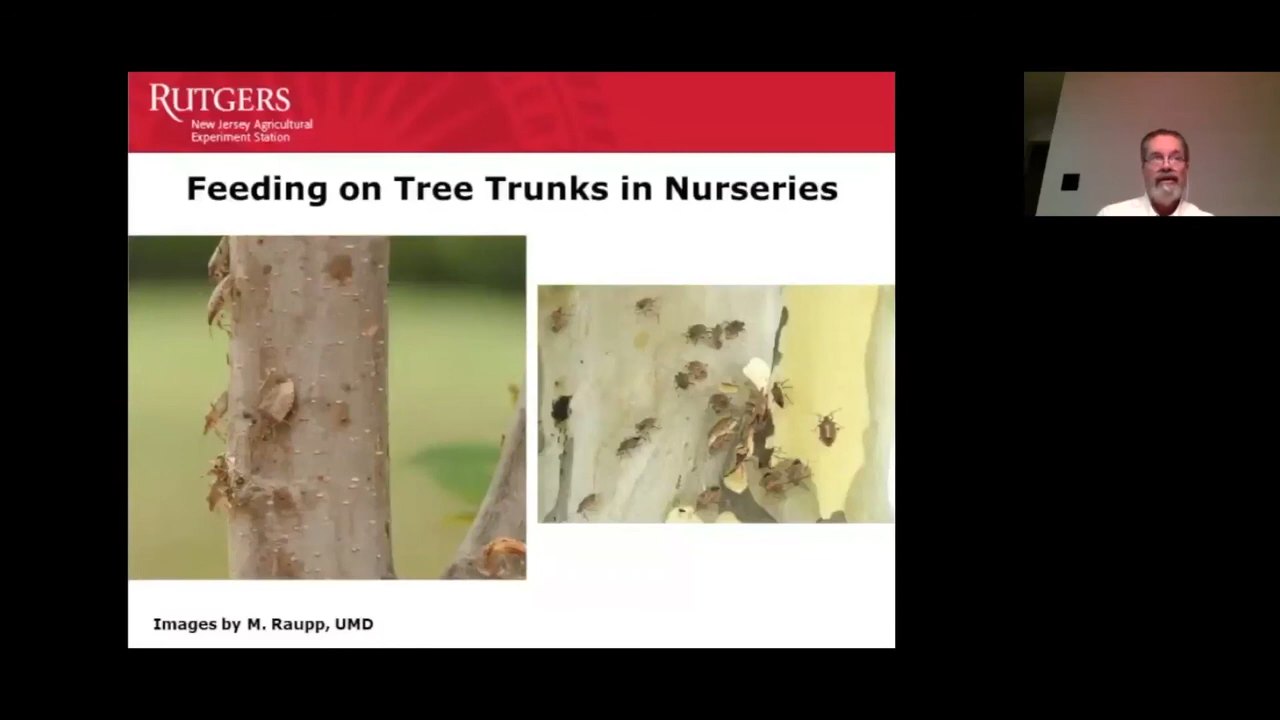 RUTGERS
New Jersey Agricultural
Experiment Station
Feeding on Tree Trunks in Nurseries
Images by M. Raupp, UMD